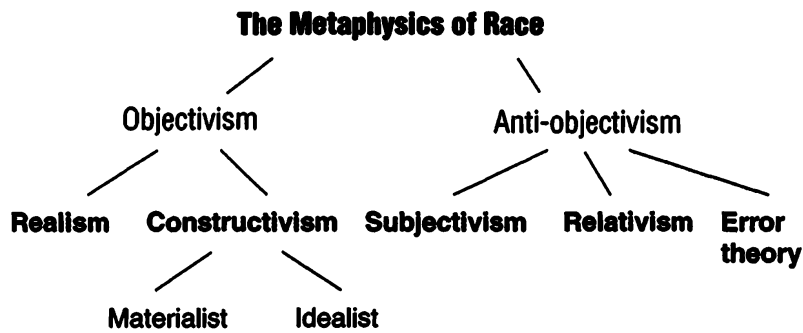 The Metaphysics of Race
Objectivism Anti-objectivism
Realism Constructivism Subjectivism Relativism Error
theory
Materialist Idealist